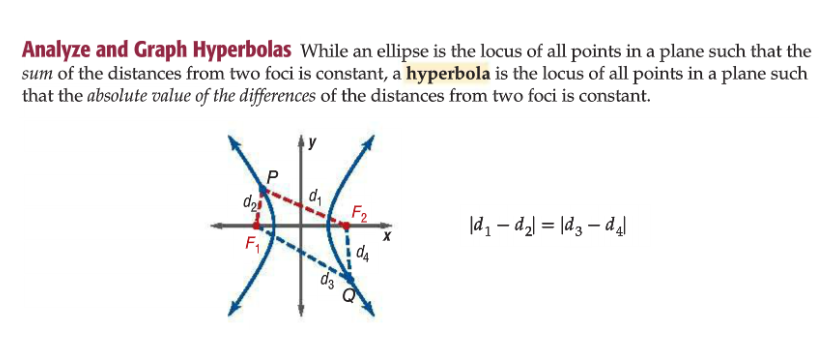 Analyze and Graph Hyperbolas While an ellipse is the locus of all points in a plane such that the
sum of the distances from two foci is constant, a hyperbola is the locus of all points in a plane such
that the absolute value of the differences of the distances from two foci is constant.
y
P
d₂
d₁
F₂
x
F₁
d₄
d₃
Q
|d₁ – d₂| = |d₃ – d₄|